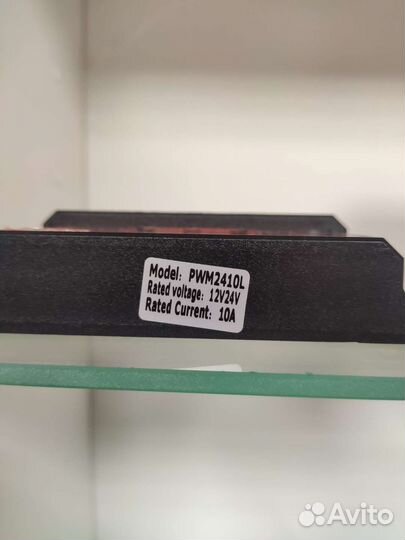 Model: PWM2410L
Rated voltage: 12V24V
Rated Current: 10A
Avito